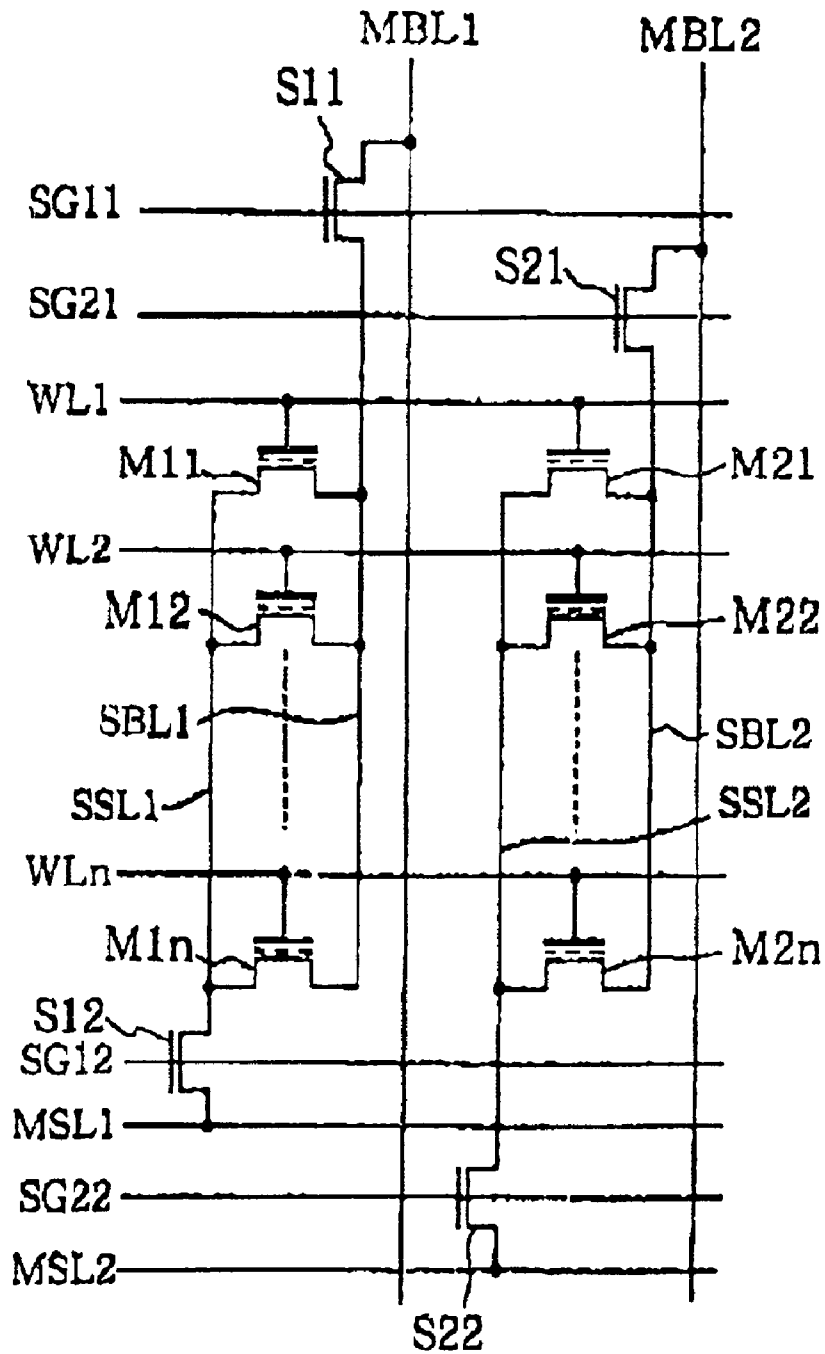 MBL1 MBL2
S11
SG11
S21
SG21
WL1
M11 M21
WL2
M12 M22
SBL1 SBL2
SSL1 SSL2
WLn
M1n M2n
S12
SG12
MSL1
SG22
MSL2
S22